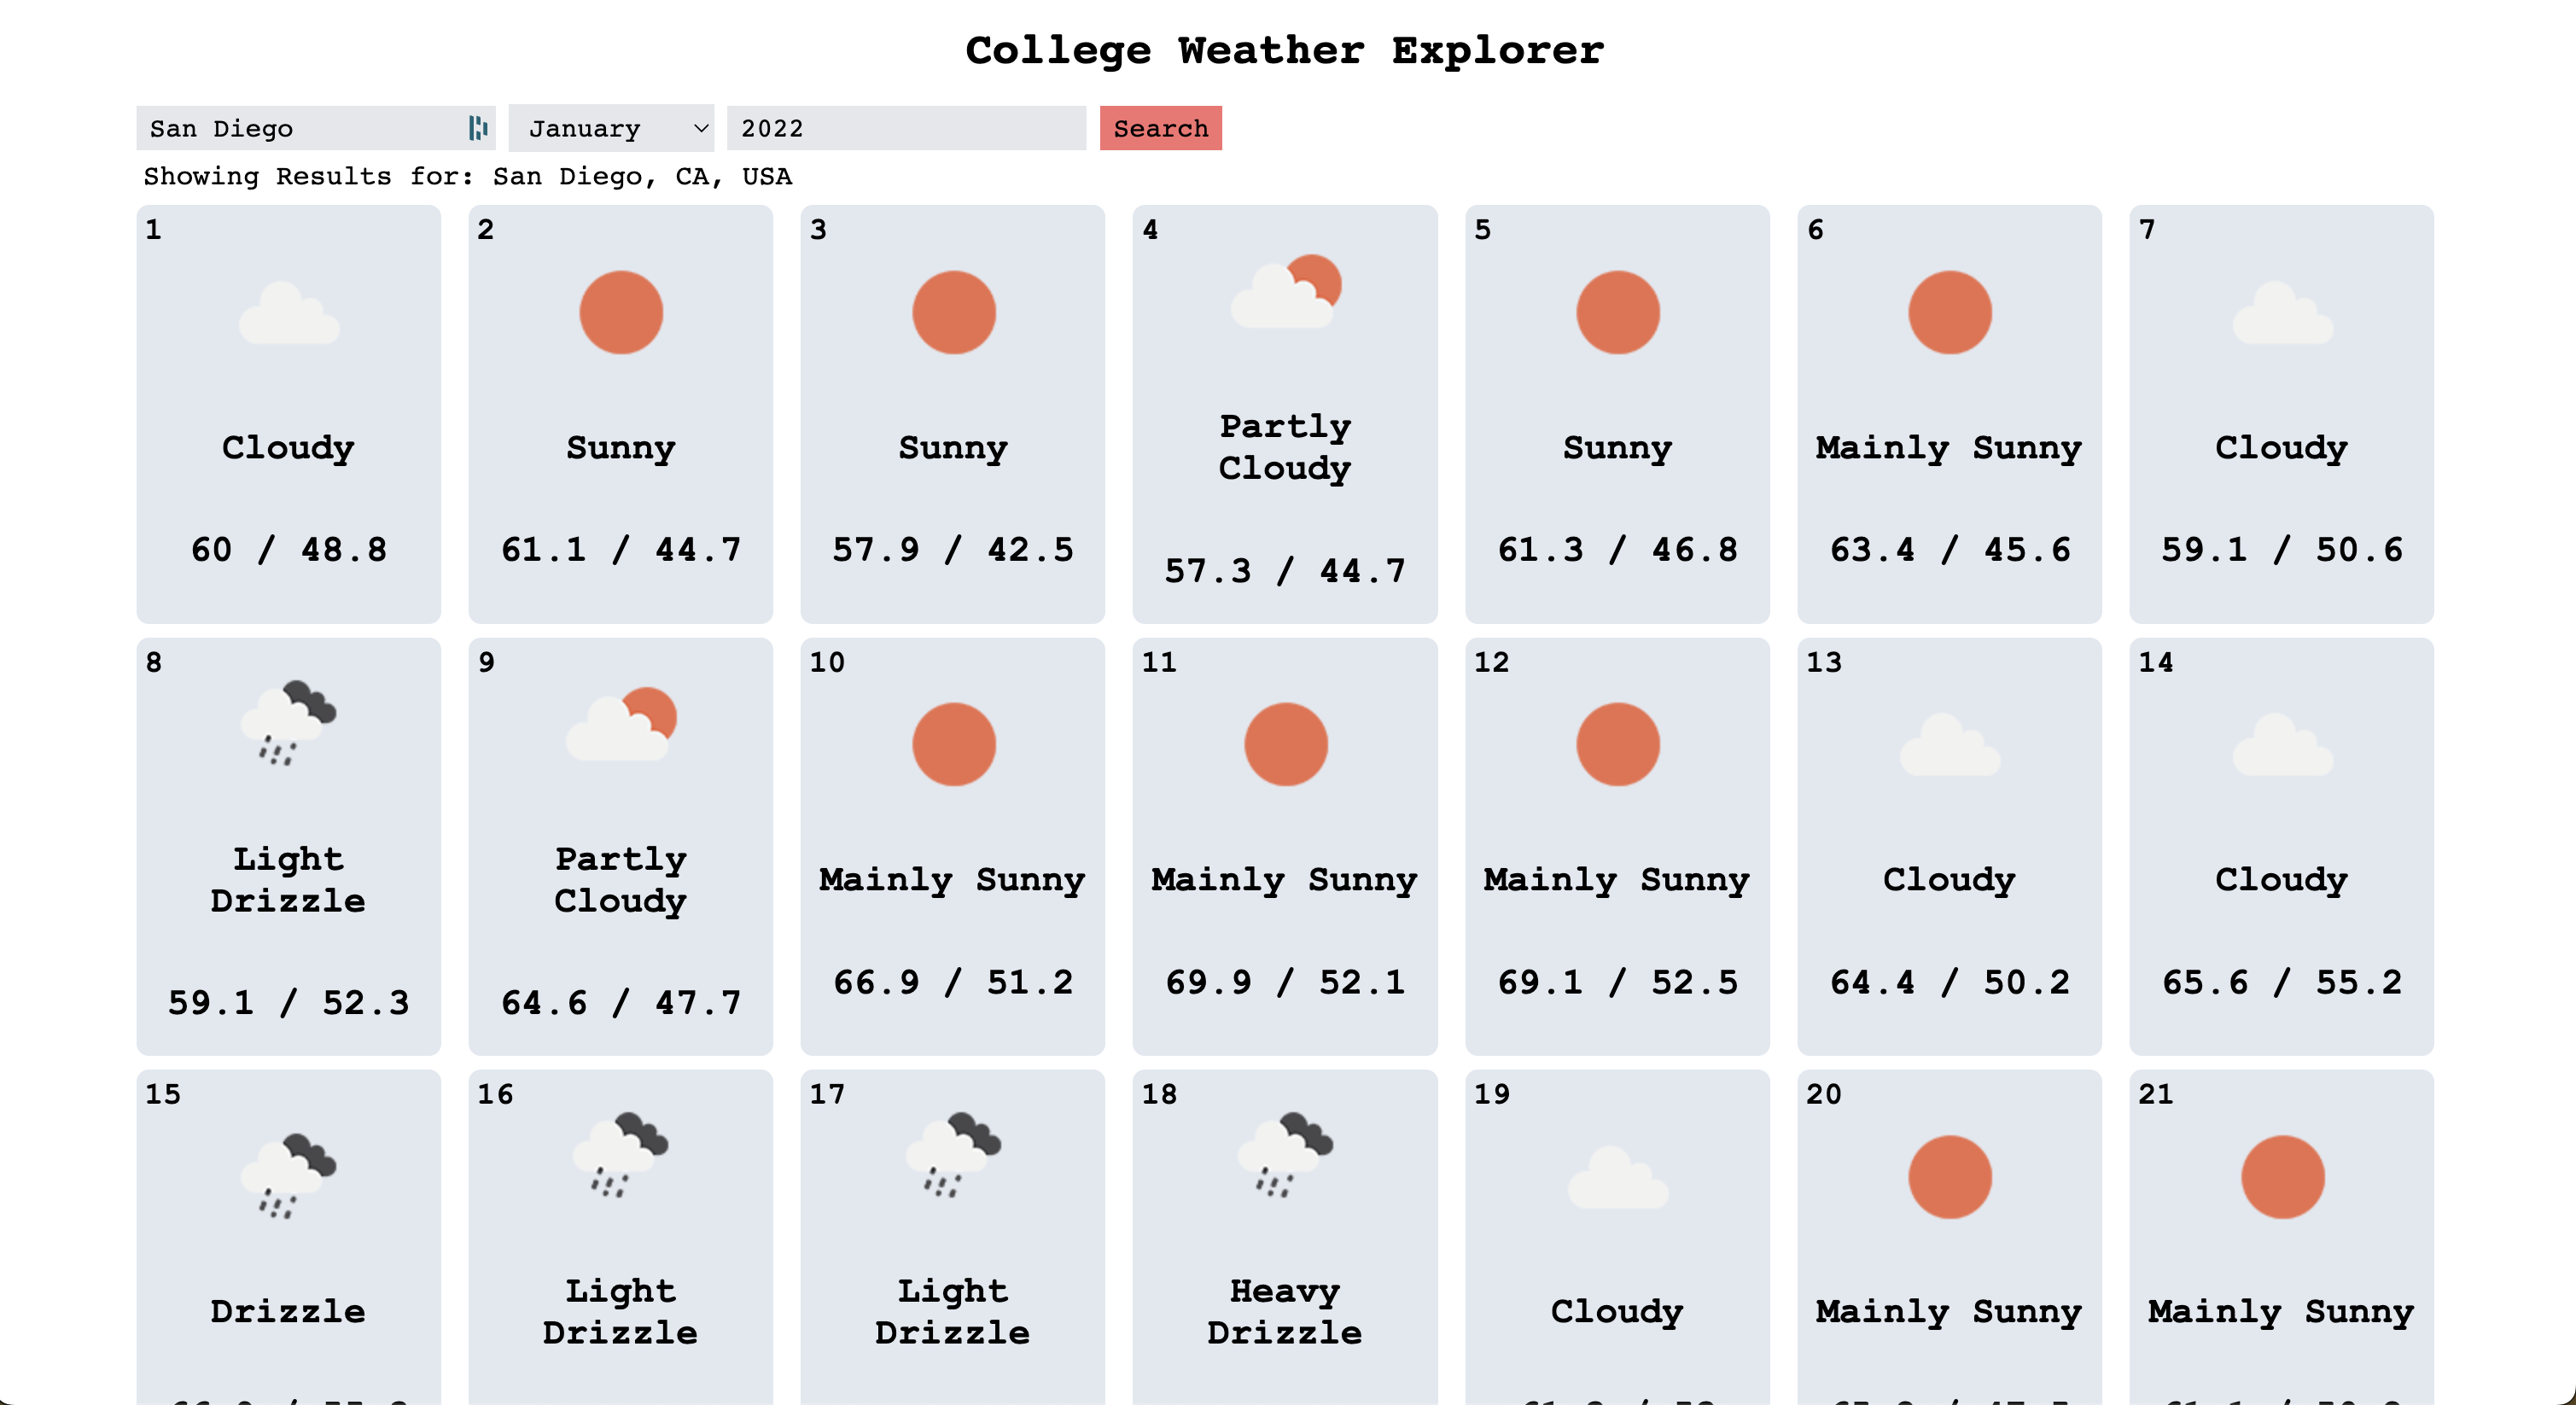 College Weather Explorer
San Diego January 2022 Search
Showing Results for: San Diego, CA, USA
1 2 3 4 5 6 7
Cloudy Sunny Sunny Partly Cloudy Sunny Mainly Sunny Cloudy
60 / 48.8 61.1 / 44.7 57.9 / 42.5 57.3 / 44.7 61.3 / 46.8 63.4 / 45.6 59.1 / 50.6
8 9 10 11 12 13 14
Light Drizzle Partly Cloudy Mainly Sunny Mainly Sunny Mainly Sunny Cloudy Cloudy
59.1 / 52.3 64.6 / 47.7 66.9 / 51.2 69.9 / 52.1 69.1 / 52.5 64.4 / 50.2 65.6 / 55.2
15 16 17 18 19 20 21
Drizzle Light Drizzle Light Drizzle Heavy Drizzle Cloudy Mainly Sunny Mainly Sunny